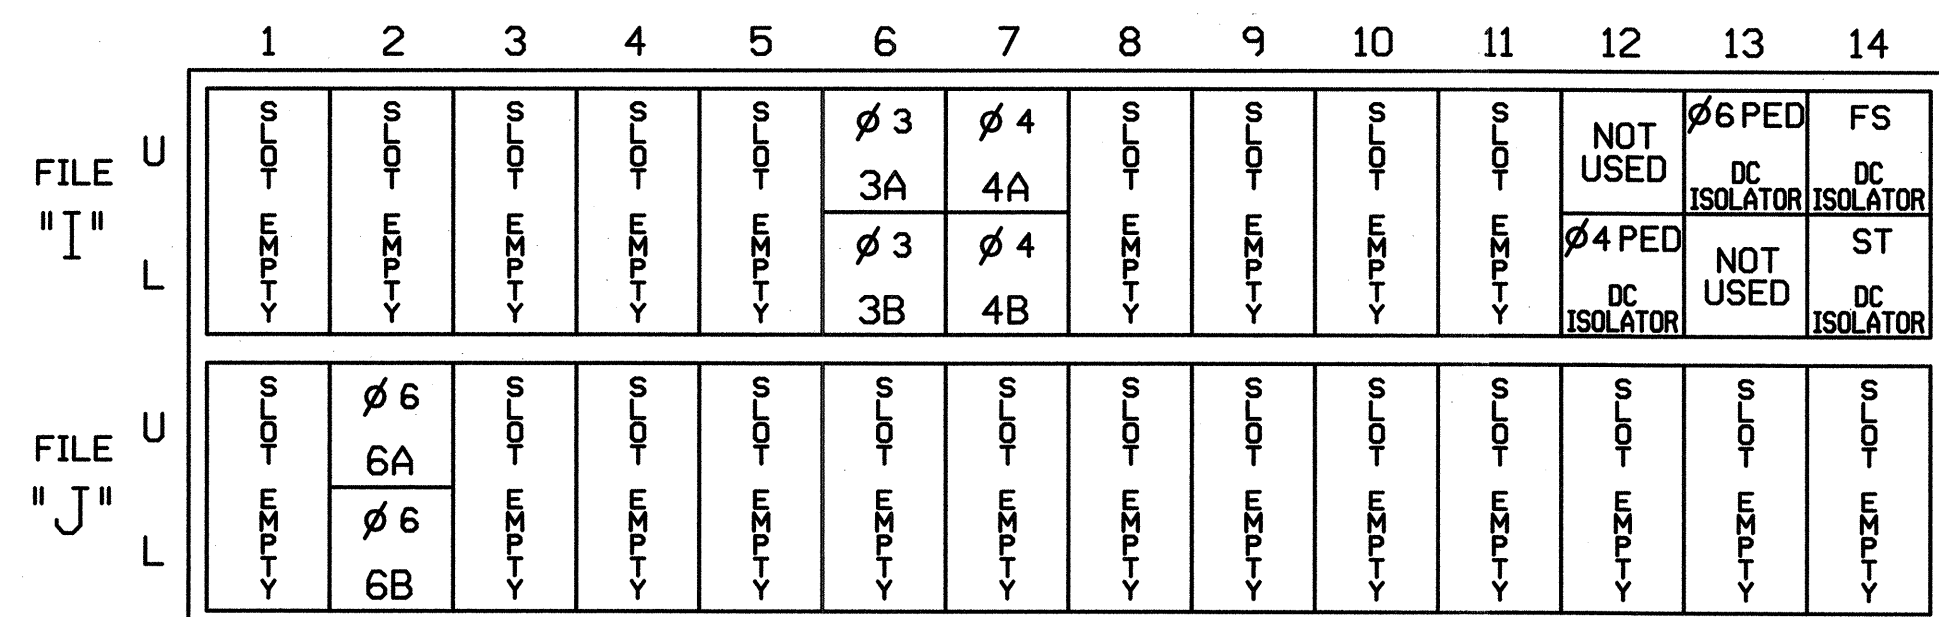 1 2 3 4 5 6 7 8 9 10 11 12 13 14
FILE "I"
U
L
SLOT EMPTY
SLOT EMPTY
SLOT EMPTY
SLOT EMPTY
SLOT EMPTY
Ø 3
3A
Ø 3
3B
Ø 4
4A
Ø 4
4B
SLOT EMPTY
SLOT EMPTY
SLOT EMPTY
SLOT EMPTY
NOT
USED
Ø4 PED
DC
ISOLATOR
Ø6 PED
DC
ISOLATOR
NOT
USED
FS
DC
ISOLATOR
ST
DC
ISOLATOR
FILE "J"
U
L
SLOT EMPTY
Ø 6
6A
Ø 6
6B
SLOT EMPTY
SLOT EMPTY
SLOT EMPTY
SLOT EMPTY
SLOT EMPTY
SLOT EMPTY
SLOT EMPTY
SLOT EMPTY
SLOT EMPTY
SLOT EMPTY
SLOT EMPTY
SLOT EMPTY